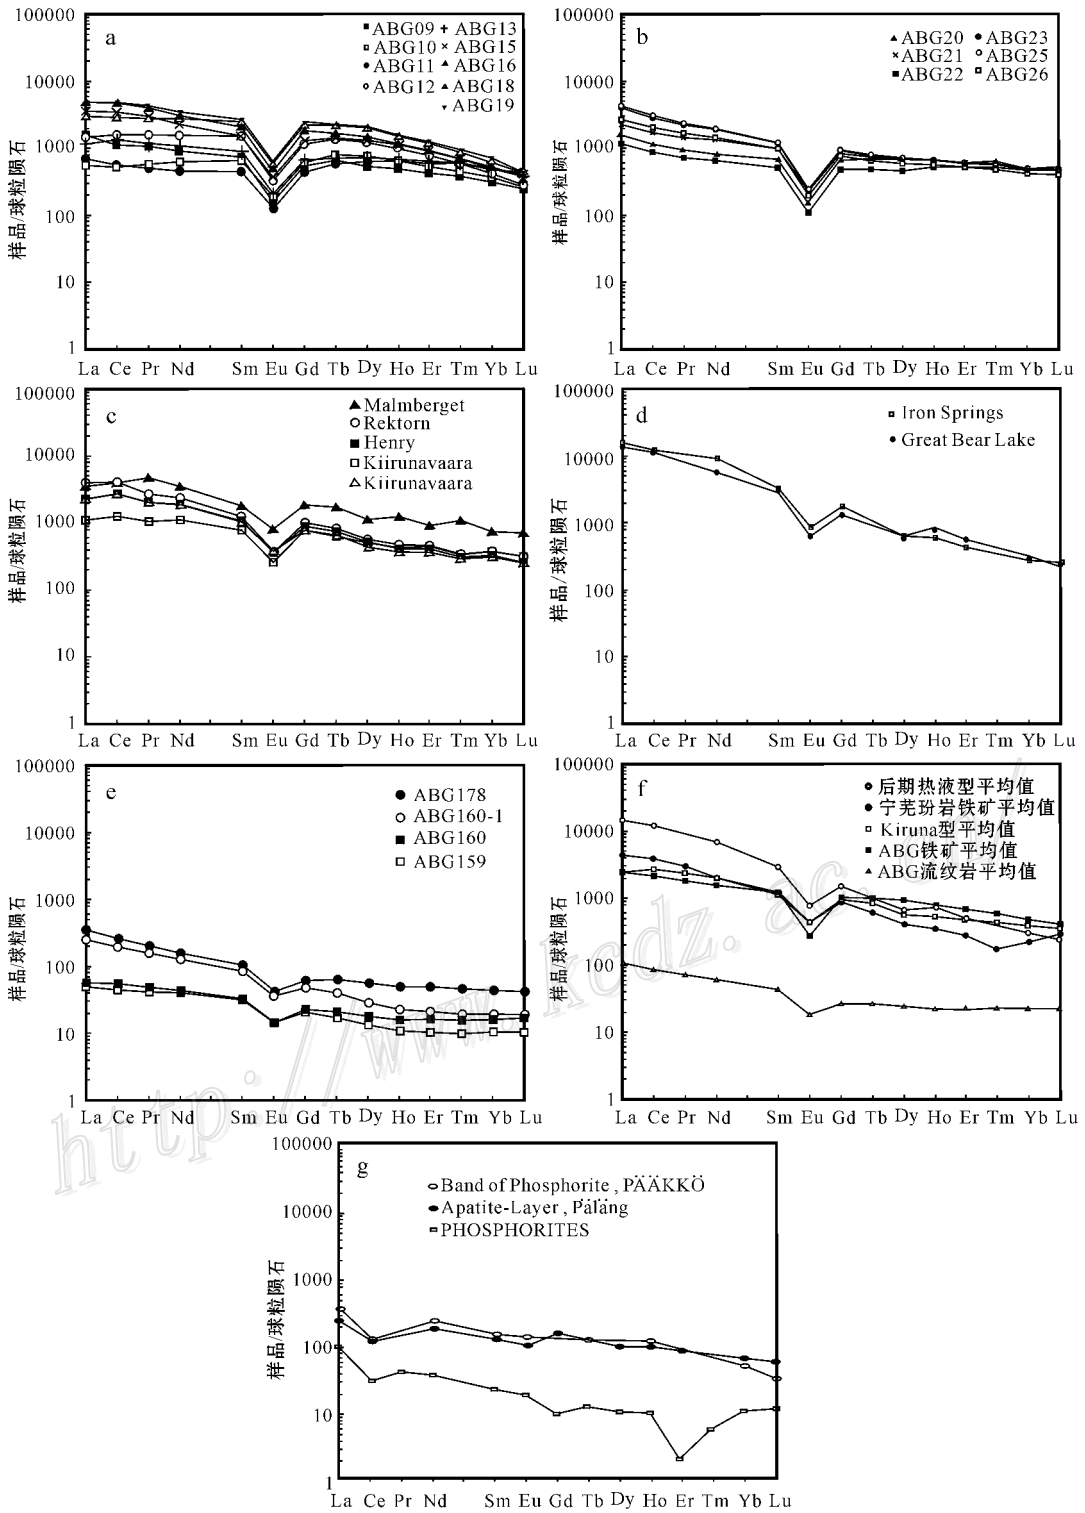 a
100000
10000
1000
100
10
1
样品/球粒陨石
ABG09 ABG13
ABG10 ABG15
ABG11 ABG16
ABG12 ABG18
ABG19
La Ce Pr Nd Sm Eu Gd Tb Dy Ho Er Tm Yb Lu
b
100000
10000
1000
100
10
1
样品/球粒陨石
ABG20 ABG23
ABG21 ABG25
ABG22 ABG26
La Ce Pr Nd Sm Eu Gd Tb Dy Ho Er Tm Yb Lu
c
100000
10000
1000
100
10
1
样品/球粒陨石
Malmberget
Rektorn
Henry
Kiirunavaara
Kiirunavaara
La Ce Pr Nd Sm Eu Gd Tb Dy Ho Er Tm Yb Lu
d
100000
10000
1000
100
10
1
样品/球粒陨石
Iron Springs
Great Bear Lake
La Ce Pr Nd Sm Eu Gd Tb Dy Ho Er Tm Yb Lu
e
100000
10000
1000
100
10
1
样品/球粒陨石
ABG178
ABG160-1
ABG160
ABG159
La Ce Pr Nd Sm Eu Gd Tb Dy Ho Er Tm Yb Lu
f
100000
10000
1000
100
10
1
样品/球粒陨石
后期热液型平均值
宁芜玢岩铁矿平均值
Kiruna型平均值
ABG铁矿平均值
ABG流纹岩平均值
La Ce Pr Nd Sm Eu Gd Tb Dy Ho Er Tm Yb Lu
g
100000
10000
1000
100
10
1
样品/球粒陨石
Band of Phosphorite, PÄÄKKÖ
Apatite-Layer, Päläng
PHOSPHORITES
La Ce Pr Nd Sm Eu Gd Tb Dy Ho Er Tm Yb Lu
http://www.kcdz.ac.cn/